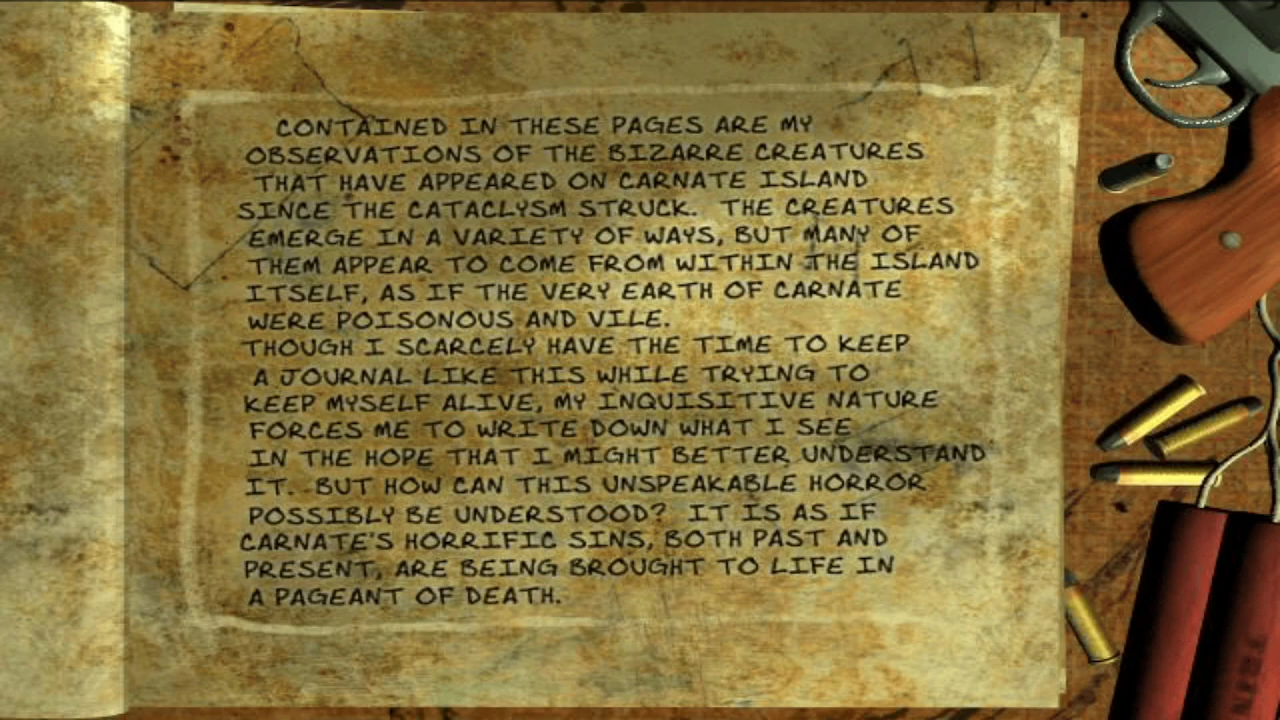 CONTAINED IN THESE PAGES ARE MY
OBSERVATIONS OF THE BIZARRE CREATURES
THAT HAVE APPEARED ON CARNATE ISLAND
SINCE THE CATACLYSM STRUCK. THE CREATURES
EMERGE IN A VARIETY OF WAYS, BUT MANY OF
THEM APPEAR TO COME FROM WITHIN THE ISLAND
ITSELF, AS IF THE VERY EARTH OF CARNATE
WERE POISONOUS AND VILE.
THOUGH I SCARCELY HAVE THE TIME TO KEEP
A JOURNAL LIKE THIS WHILE TRYING TO
KEEP MYSELF ALIVE, MY INQUISITIVE NATURE
FORCES ME TO WRITE DOWN WHAT I SEE
IN THE HOPE THAT I MIGHT BETTER UNDERSTAND
IT. BUT HOW CAN THIS UNSPEAKABLE HORROR
POSSIBLY BE UNDERSTOOD? IT IS AS IF
CARNATE'S HORRIFIC SINS, BOTH PAST AND
PRESENT, ARE BEING BROUGHT TO LIFE IN
A PAGEANT OF DEATH.